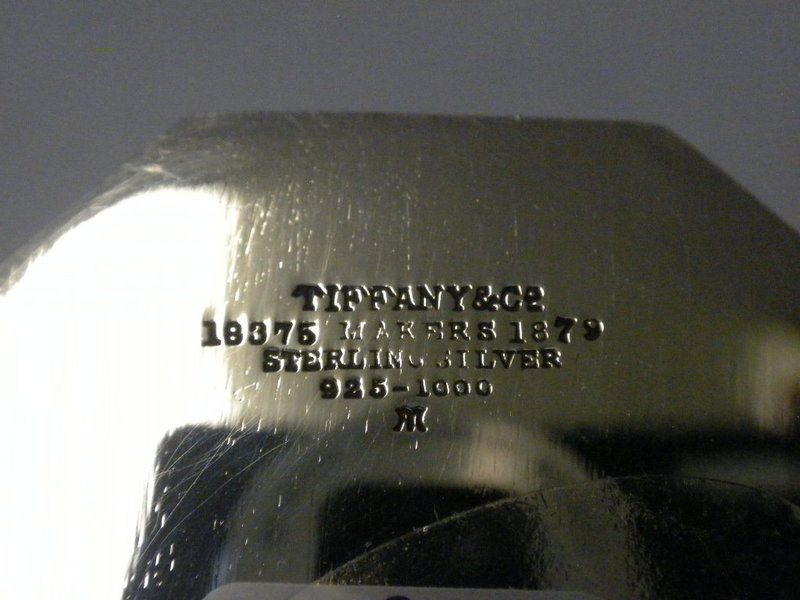 TIFFANY & Co
18375 MAKERS 1879
STERLING SILVER
925-1000
M